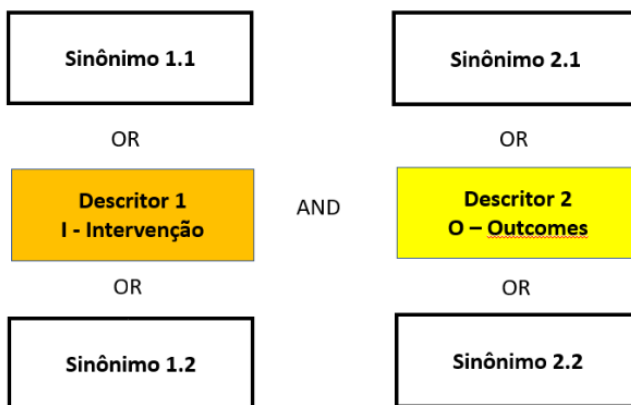 Sinônimo 1.1
Sinônimo 2.1
OR
OR
Descritor 1
I - Intervenção
AND
Descritor 2
O – Outcomes
OR
OR
Sinônimo 1.2
Sinônimo 2.2